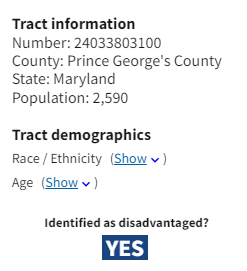 Tract information
Number: 24033803100
County: Prince George's County
State: Maryland
Population: 2,590
Tract demographics
Race / Ethnicity (Show )
Age (Show )
Identified as disadvantaged?
YES